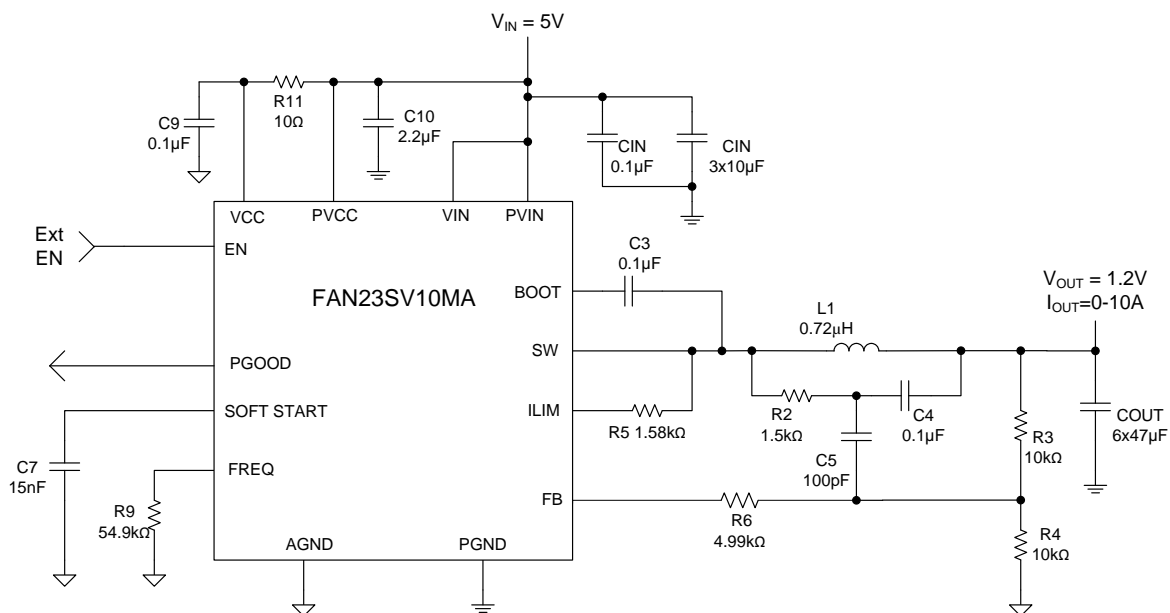 V_IN = 5V
R11
10Ω
C9
0.1µF
C10
2.2µF
CIN
0.1µF
CIN
3x10µF
VCC
PVCC
VIN
PVIN
Ext
EN
EN
FAN23SV10MA
BOOT
C3
0.1µF
V_OUT = 1.2V
I_OUT=0-10A
L1
0.72µH
SW
PGOOD
ILIM
R5 1.58kΩ
R2
1.5kΩ
C4
0.1µF
R3
10kΩ
COUT
6x47µF
SOFT START
C7
15nF
FREQ
C5
100pF
FB
R9
54.9kΩ
R6
4.99kΩ
R4
10kΩ
AGND
PGND